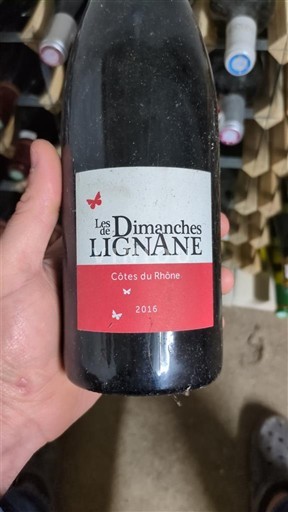 Les Dimanches
de LIGNANE
Côtes du Rhône
2016